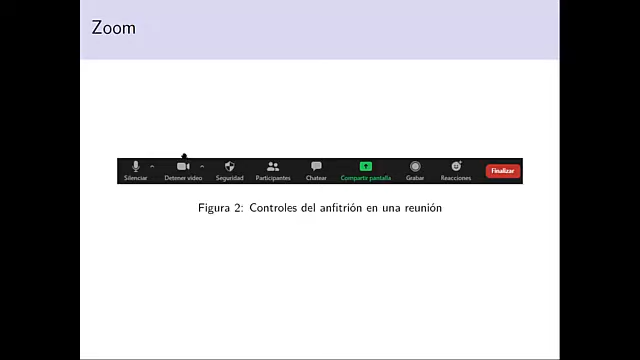 Zoom
Silenciar Detener video Seguridad Participantes Chatear Compartir pantalla Grabar Reacciones Finalizar
Figura 2: Controles del anfitrión en una reunión